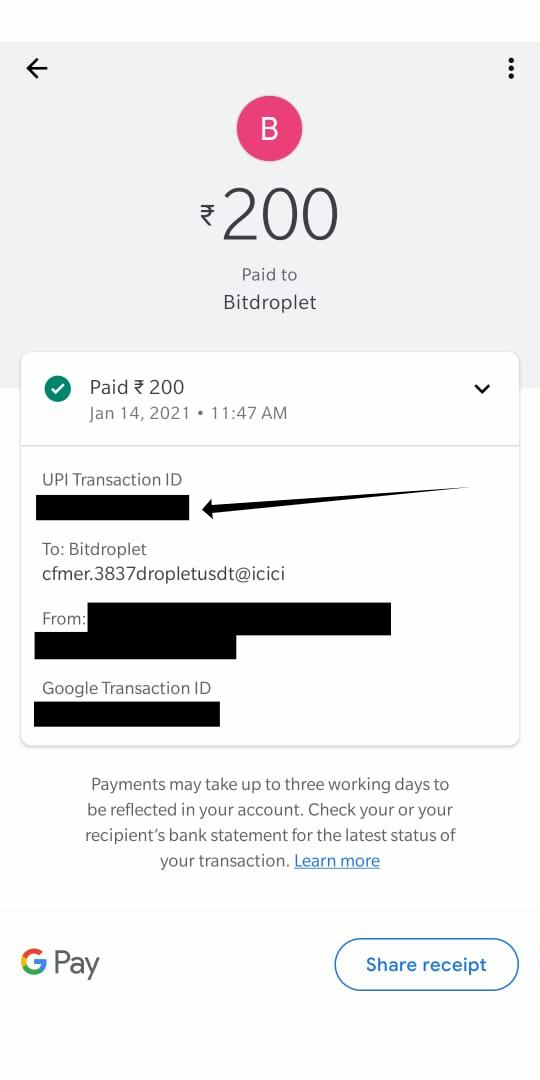 B
₹200
Paid to
Bitdroplet
Paid ₹ 200
Jan 14, 2021 • 11:47 AM
UPI Transaction ID
To: Bitdroplet
cfmer.3837dropletusdt@icici
From:
Google Transaction ID
Payments may take up to three working days to
be reflected in your account. Check your or your
recipient's bank statement for the latest status of
your transaction. Learn more
G Pay
Share receipt